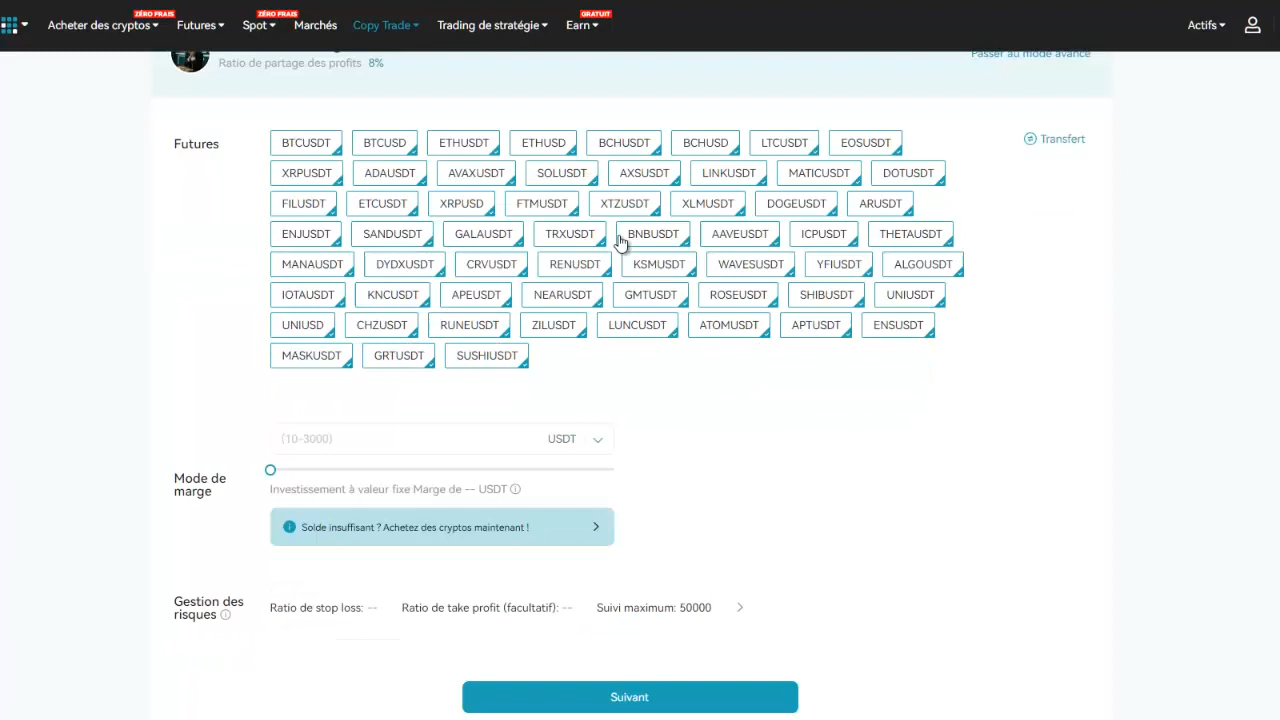 ZÉRO FRAIS ZÉRO FRAIS GRATUIT
Acheter des cryptos Futures Spot Marchés Copy Trade Trading de stratégie Earn Actifs
Ratio de partage des profits 8% Passer au mode avancé
Futures BTCUSDT BTCUSD ETHUSDT ETHUSD BCHUSDT BCHUSD LTCUSDT EOSUSDT Transfert
XRPUSDT ADAUSDT AVAXUSDT SOLUSDT AXSUSDT LINKUSDT MATICUSDT DOTUSDT
FILUSDT ETCUSDT XRPUSD FTMUSDT XTZUSDT XLMUSDT DOGEUSDT ARUSDT
ENJUSDT SANDUSDT GALAUSDT TRXUSDT BNBUSDT AAVEUSDT ICPUSDT THETAUSDT
MANAUSDT DYDXUSDT CRVUSDT RENUSDT KSMUSDT WAVESUSDT YFIUSDT ALGOUSDT
IOTAUSDT KNCUSDT APEUSDT NEARUSDT GMTUSDT ROSEUSDT SHIBUSDT UNIUSDT
UNIUSD CHZUSDT RUNEUSDT ZILUSDT LUNCUSDT ATOMUSDT APTUSDT ENSUSDT
MASKUSDT GRTUSDT SUSHIUSDT
(10-3000) USDT
Mode de
marge
Investissement à valeur fixe Marge de -- USDT
Solde insuffisant ? Achetez des cryptos maintenant !
Gestion des
risques
Ratio de stop loss: -- Ratio de take profit (facultatif): -- Suivi maximum: 50000
Suivant